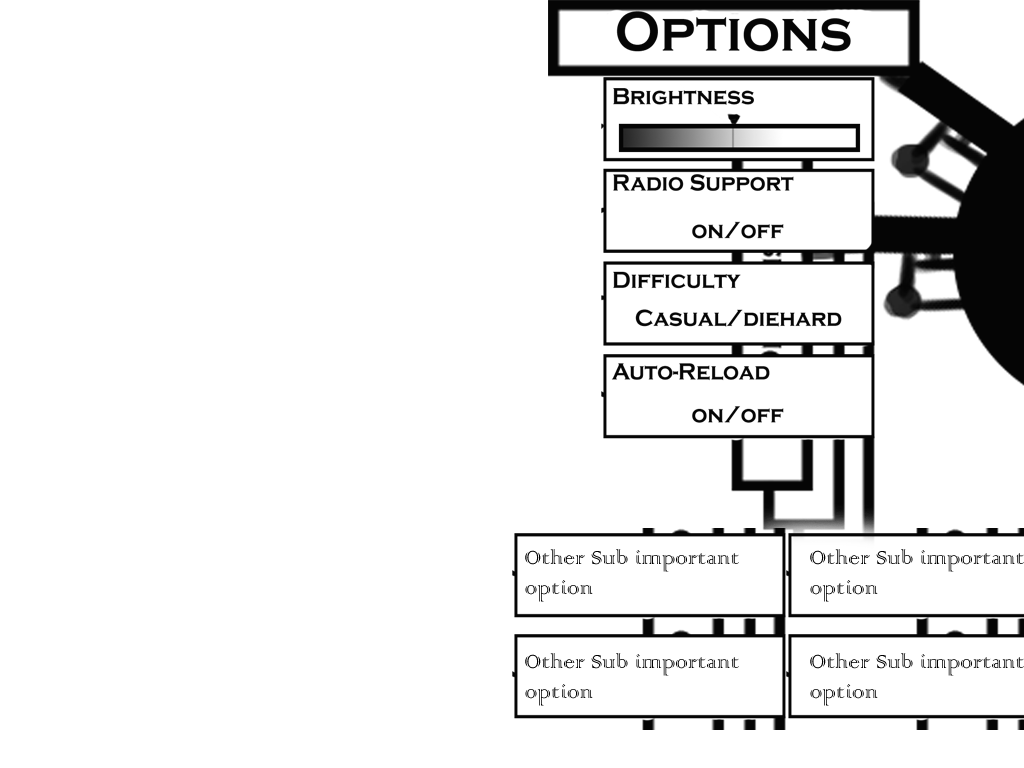 Options
Brightness
Radio Support
on/off
Difficulty
Casual/diehard
Auto-Reload
on/off
Other Sub important
option
Other Sub important
option
Other Sub important
option
Other Sub important
option